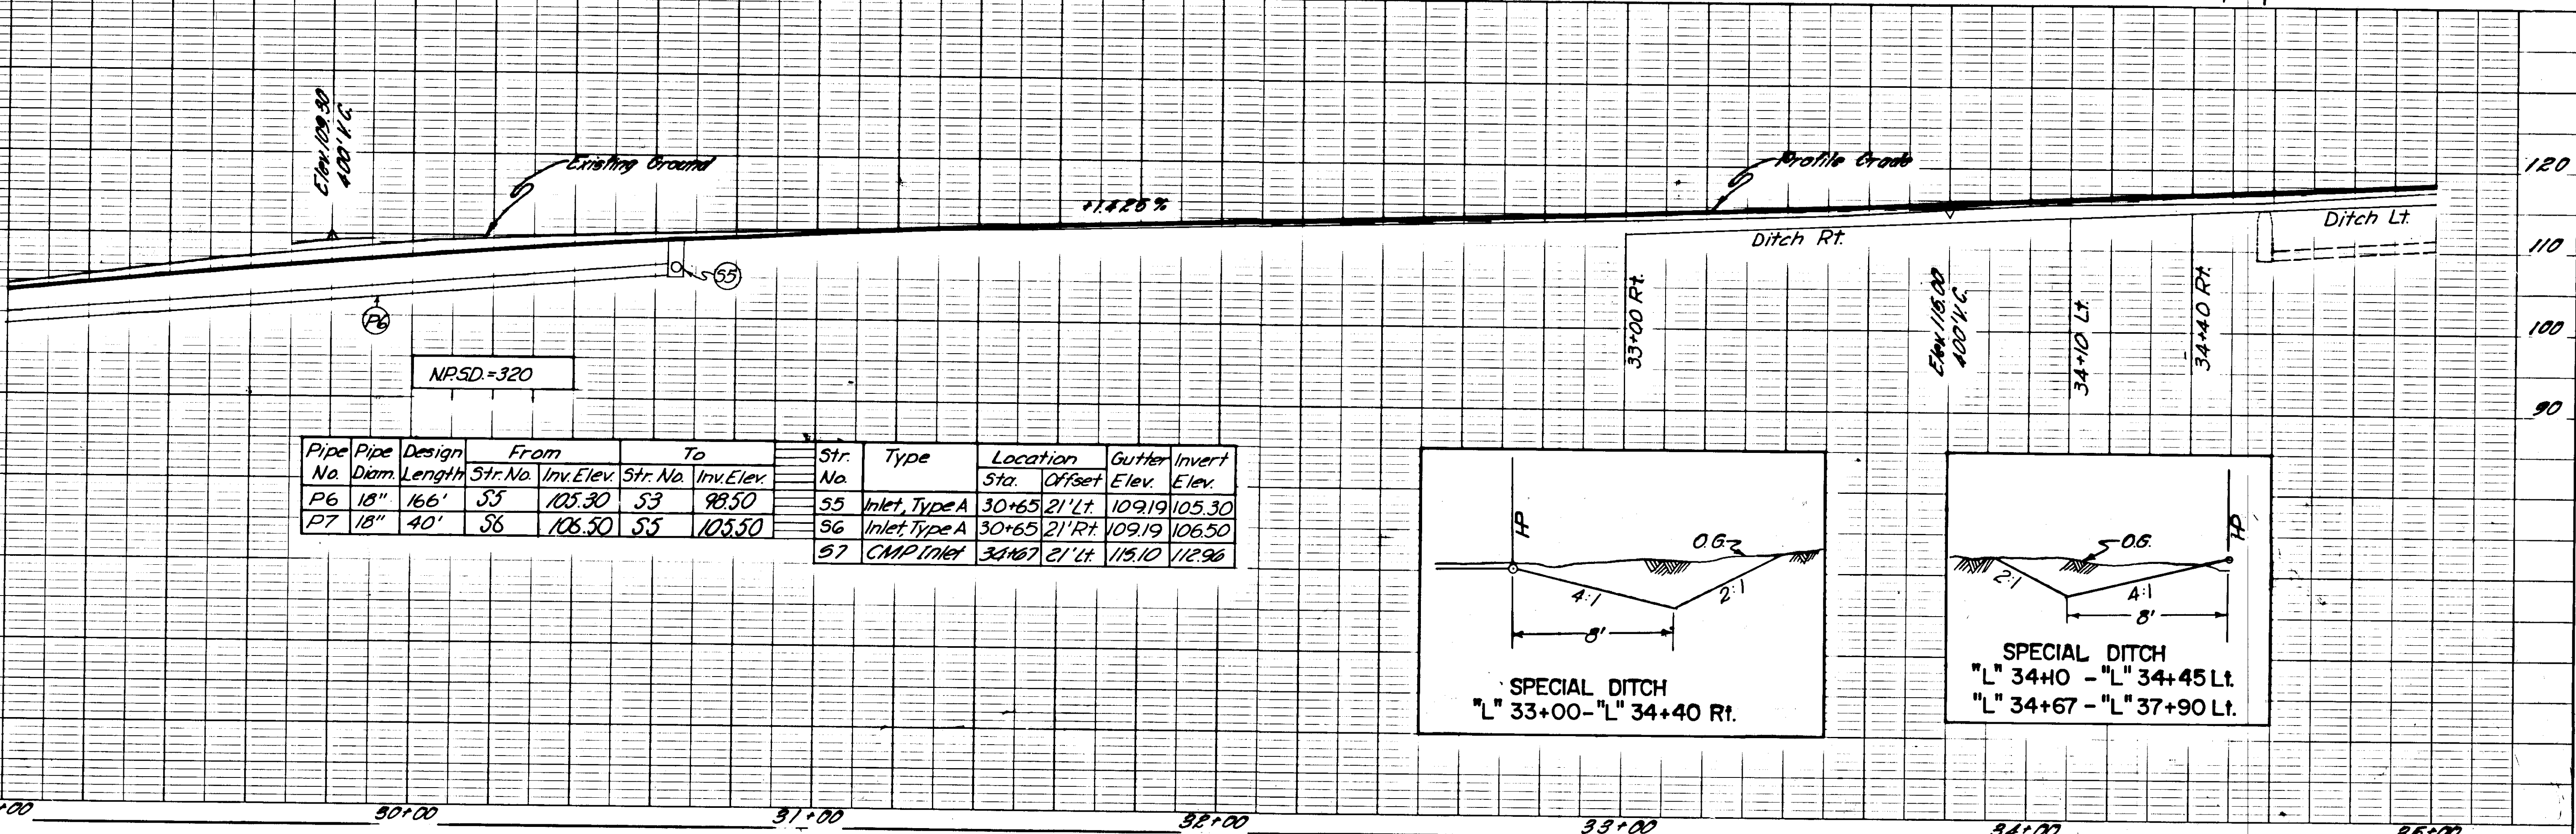 Elev. 109.30
400' V.C.
Existing Ground
+1.425 %
Profile Grade
120
110
100
90
Ditch Rt.
Ditch Lt.
S5
P6
33+00 Rt.
Elev. 115.00
400' V.C.
34+10 Lt.
34+40 Rt.
N.P.S.D.=320
Pipe No. Pipe Diam. Design Length From To
Str. No. Inv. Elev. Str. No. Inv. Elev.
P6 18" 166' S5 105.30 S3 98.50
P7 18" 40' S6 106.50 S5 105.50
Str. No. Type Location Gutter Elev. Invert Elev.
Sta. Offset
S5 Inlet, Type A 30+65 21' Lt. 109.19 105.30
S6 Inlet, Type A 30+65 21' Rt. 109.19 106.50
S7 CMP Inlet 34+67 21' Lt. 115.10 112.96
HP
O.G.
4:1
2:1
8'
SPECIAL DITCH
"L" 33+00-"L" 34+40 Rt.
HP
O.G.
2:1
4:1
8'
SPECIAL DITCH
"L" 34+10 - "L" 34+45 Lt.
"L" 34+67 - "L" 37+90 Lt.
+00
30+00
31+00
32+00
33+00
34+00
35+00